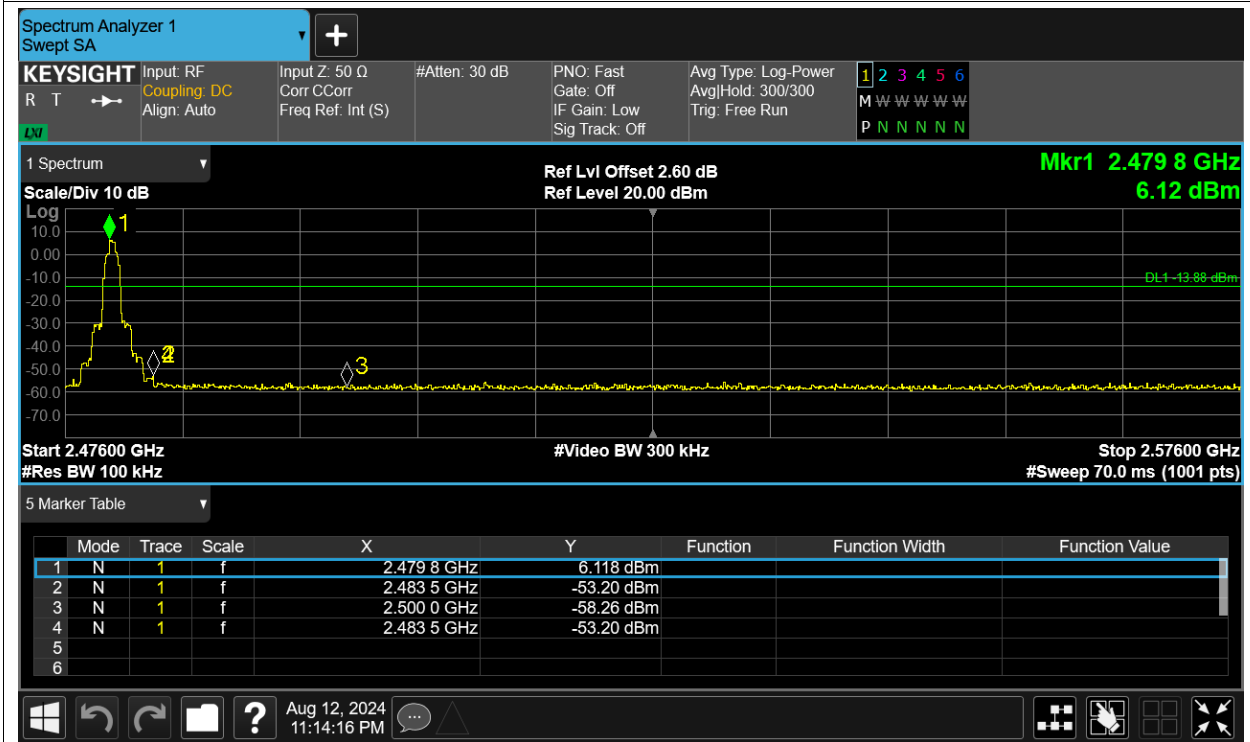 Spectrum Analyzer 1
Swept SA
+
KEYSIGHT Input: RF Input Z: 50 Ω #Atten: 30 dB PNO: Fast Avg Type: Log-Power 1 2 3 4 5 6
R T Coupling: DC Corr CCorr Gate: Off Avg|Hold: 300/300 M W W W W W
Align: Auto Freq Ref: Int (S) IF Gain: Low Trig: Free Run
LXI Sig Track: Off P N N N N N
1 Spectrum Ref Lvl Offset 2.60 dB Mkr1 2.479 8 GHz
Scale/Div 10 dB Ref Level 20.00 dBm 6.12 dBm
Log
1
10.0
0.00
-10.0 DL1 -13.88 dBm
-20.0
-30.0
-40.0
2
-50.0 3
-60.0
-70.0
Start 2.47600 GHz #Video BW 300 kHz Stop 2.57600 GHz
#Res BW 100 kHz #Sweep 70.0 ms (1001 pts)
5 Marker Table
Mode Trace Scale X Y Function Function Width Function Value
1 N 1 f 2.479 8 GHz 6.118 dBm
2 N 1 f 2.483 5 GHz -53.20 dBm
3 N 1 f 2.500 0 GHz -58.26 dBm
4 N 1 f 2.483 5 GHz -53.20 dBm
5
6
? Aug 12, 2024
11:14:16 PM